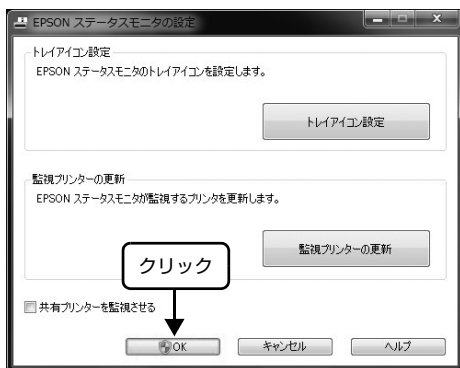 EPSON ステータスモニタの設定
トレイアイコン設定
EPSON ステータスモニタのトレイアイコンを設定します。
トレイアイコン設定
監視プリンターの更新
EPSON ステータスモニタが監視するプリンタを更新します。
監視プリンターの更新
クリック
共有プリンターを監視させる
OK
キャンセル
ヘルプ